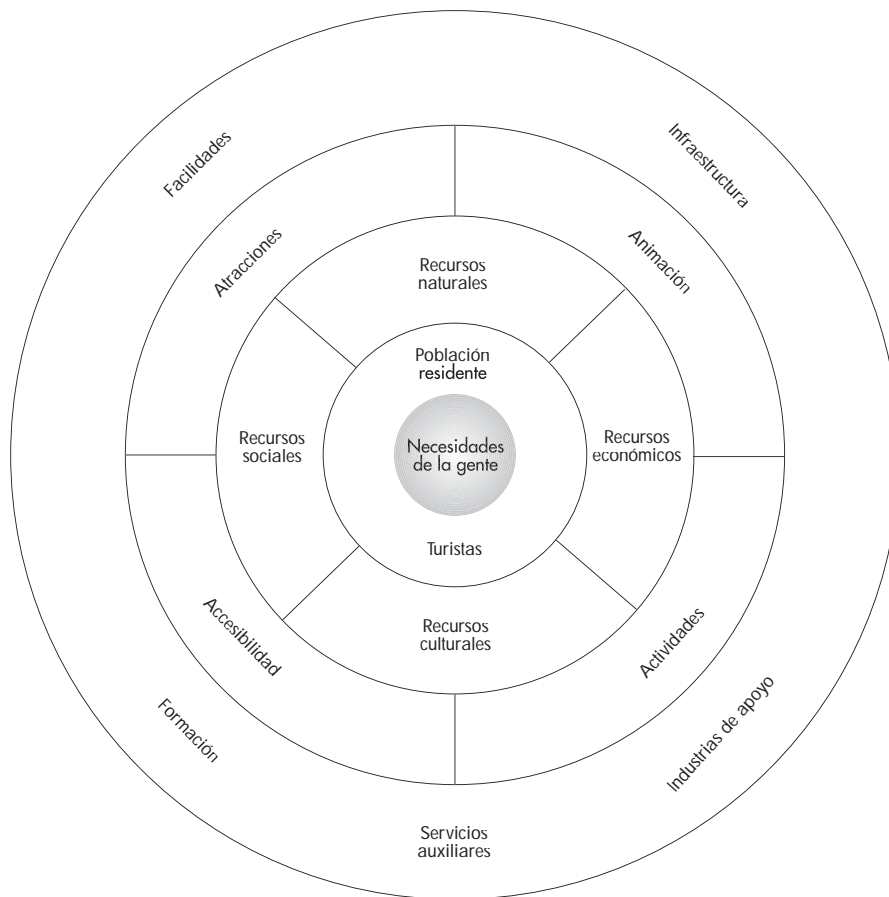 Facilidades
Infraestructura
Atracciones
Animación
Recursos
naturales
Población
residente
Recursos
sociales
Necesidades
de la gente
Recursos
económicos
Turistas
Accesibilidad
Recursos
culturales
Actividades
Formación
Industrias de apoyo
Servicios
auxiliares